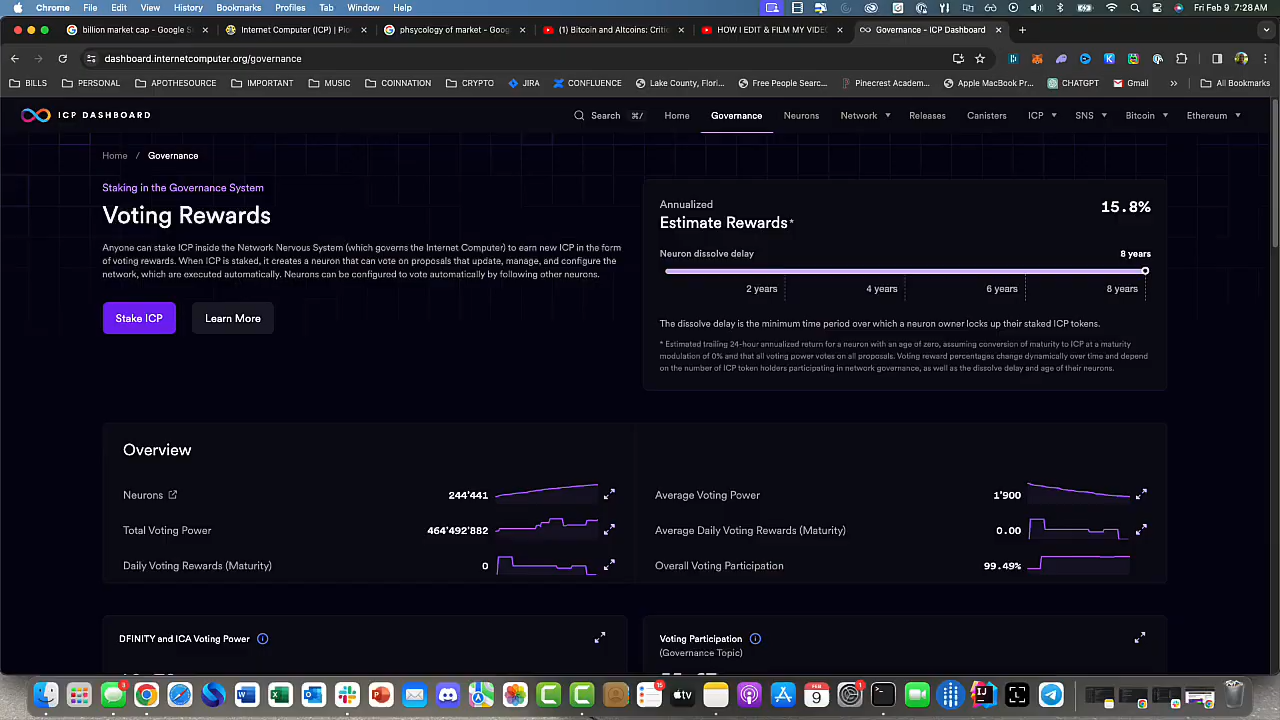 Chrome File Edit View History Bookmarks Profiles Tab Window Help Fri Feb 9 7:28 AM
billion market cap - Google S Internet Computer (ICP) | Pio phsycology of market - Goog (1) Bitcoin and Altcoins: Critic HOW I EDIT & FILM MY VIDE Governance - ICP Dashboard
dashboard.internetcomputer.org/governance
BILLS PERSONAL APOTHESOURCE IMPORTANT MUSIC COINNATION CRYPTO JIRA CONFLUENCE Lake County, Flori... Free People Searc... Pinecrest Academ... Apple MacBook Pr... CHATGPT Gmail All Bookmarks
ICP DASHBOARD Search ⌘/ Home Governance Neurons Network Releases Canisters ICP SNS Bitcoin Ethereum
Home / Governance
Staking in the Governance System
Voting Rewards
Anyone can stake ICP inside the Network Nervous System (which governs the Internet Computer) to earn new ICP in the form
of voting rewards. When ICP is staked, it creates a neuron that can vote on proposals that update, manage, and configure the
network, which are executed automatically. Neurons can be configured to vote automatically by following other neurons.
Stake ICP Learn More
Annualized
Estimate Rewards* 15.8%
Neuron dissolve delay 8 years
2 years 4 years 6 years 8 years
The dissolve delay is the minimum time period over which a neuron owner locks up their staked ICP tokens.
* Estimated trailing 24-hour annualized return for a neuron with an age of zero, assuming conversion of maturity to ICP at a maturity
modulation of 0% and that all voting power votes on all proposals. Voting reward percentages change dynamically over time and depend
on the number of ICP token holders participating in network governance, as well as the dissolve delay and age of their neurons.
Overview
Neurons 244'441
Total Voting Power 464'492'882
Daily Voting Rewards (Maturity) 0
Average Voting Power 1'900
Average Daily Voting Rewards (Maturity) 0.00
Overall Voting Participation 99.49%
DFINITY and ICA Voting Power
Voting Participation
(Governance Topic)